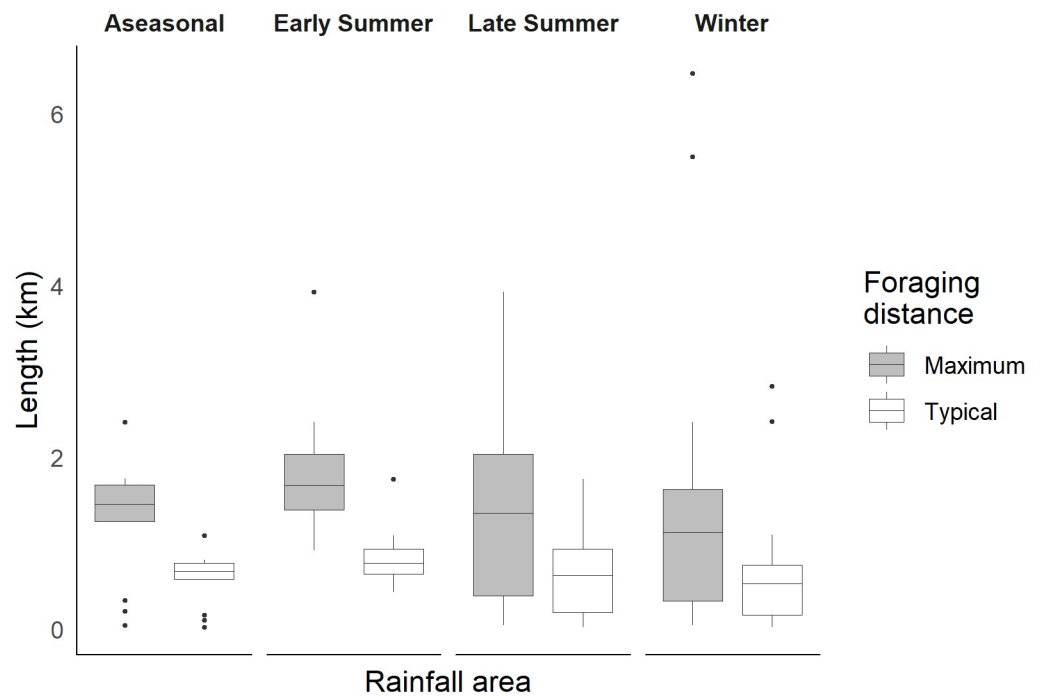 Aseasonal Early Summer Late Summer Winter
6
4
2
0
Length (km)
Rainfall area
Foraging
distance
Maximum
Typical